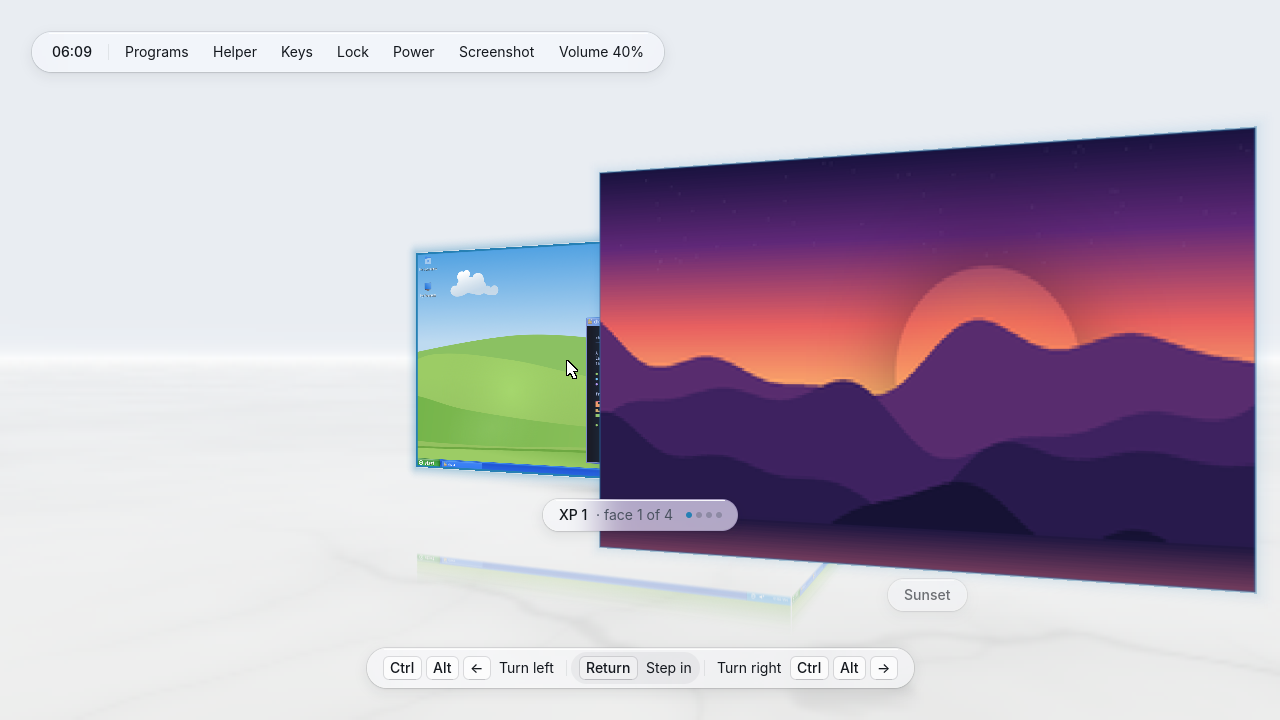 06:09 Programs Helper Keys Lock Power Screenshot Volume 40%
XP 1 · face 1 of 4
Sunset
Ctrl Alt ← Turn left Return Step in Turn right Ctrl Alt →